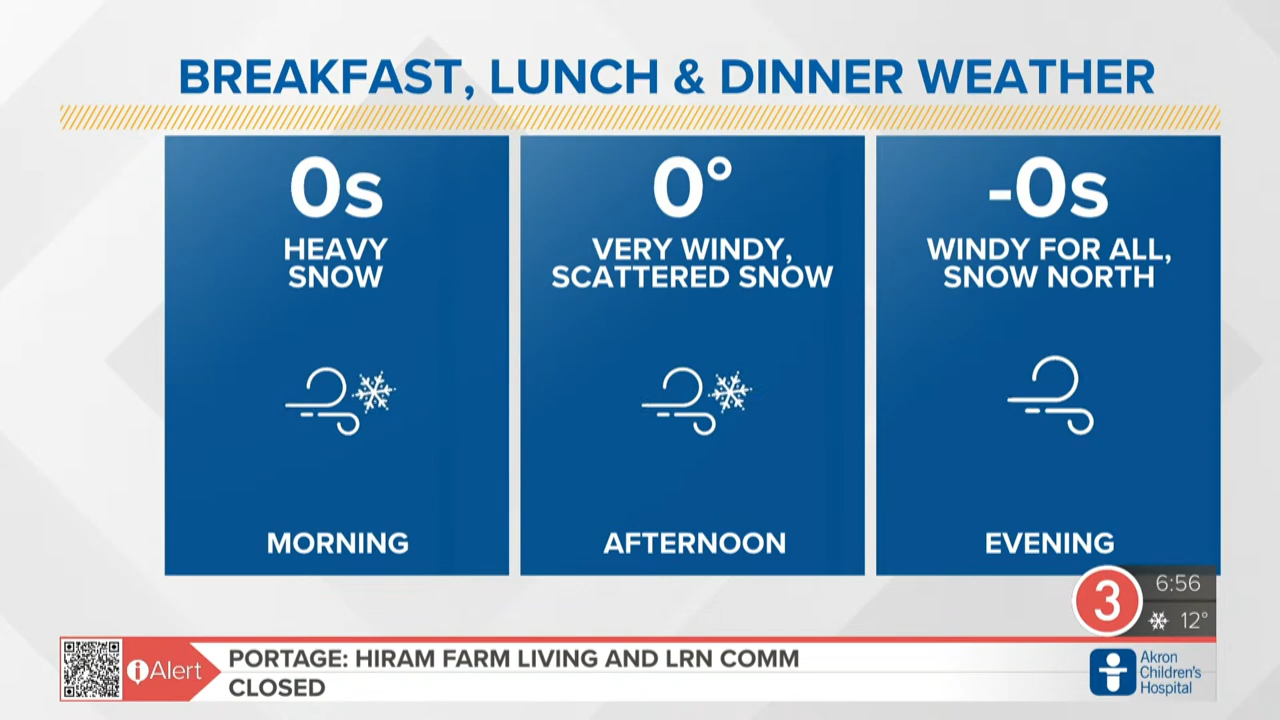 BREAKFAST, LUNCH & DINNER WEATHER
0s
HEAVY
SNOW
MORNING
0°
VERY WINDY,
SCATTERED SNOW
AFTERNOON
-0s
WINDY FOR ALL,
SNOW NORTH
EVENING
3
6:56
12°
iAlert
PORTAGE: HIRAM FARM LIVING AND LRN COMM
CLOSED
Akron
Children's
Hospital